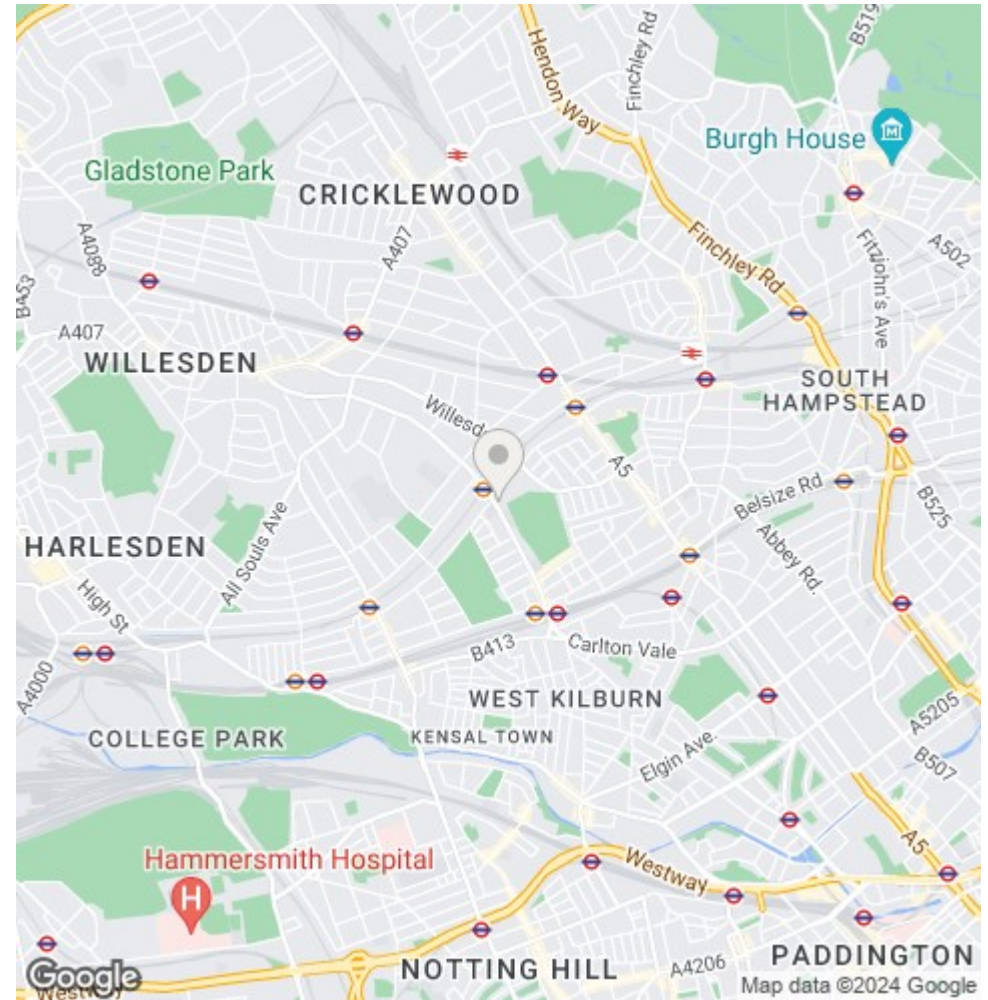 B519
Finchley Rd
Hendon Way
Burgh House
Gladstone Park
CRICKLEWOOD
A4088
A407
Fitzjohn's Ave
A502
Finchley Rd
B453
A407
WILLESDEN
SOUTH
HAMPSTEAD
Willesd
A5
Belsize Rd
B525
All Souls Ave
Abbey Rd.
HARLESDEN
High St
B413
Carlton Vale
A4000
WEST KILBURN
A5205
COLLEGE PARK
KENSAL TOWN
Elgin Ave.
B507
A5
Hammersmith Hospital
H
Westway
PADDINGTON
NOTTING HILL
A4206
Google
Westway
Map data ©2024 Google